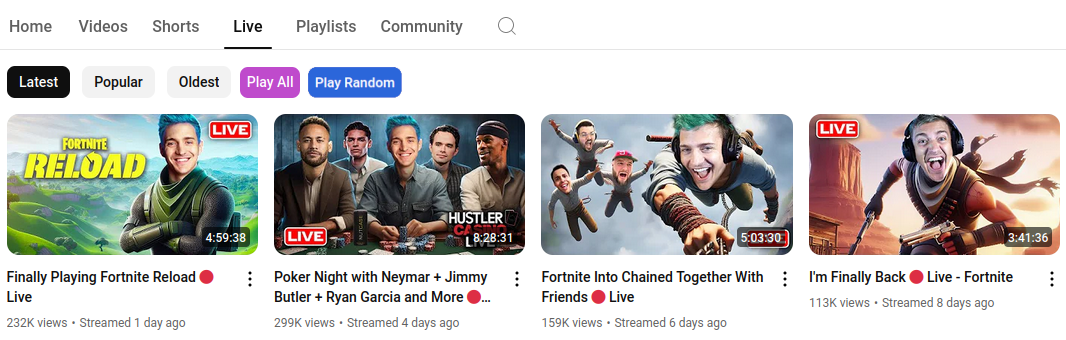 Home Videos Shorts Live Playlists Community
Latest Popular Oldest Play All Play Random
LIVE
FORTNITE
RELOAD
4:59:38
Finally Playing Fortnite Reload 🔴
Live
232K views • Streamed 1 day ago
LIVE
HUSTLER
CASINO
8:28:31
Poker Night with Neymar + Jimmy
Butler + Ryan Garcia and More 🔴...
299K views • Streamed 4 days ago
5:03:30
Fortnite Into Chained Together With
Friends 🔴 Live
159K views • Streamed 6 days ago
LIVE
3:41:36
I'm Finally Back 🔴 Live - Fortnite
113K views • Streamed 8 days ago